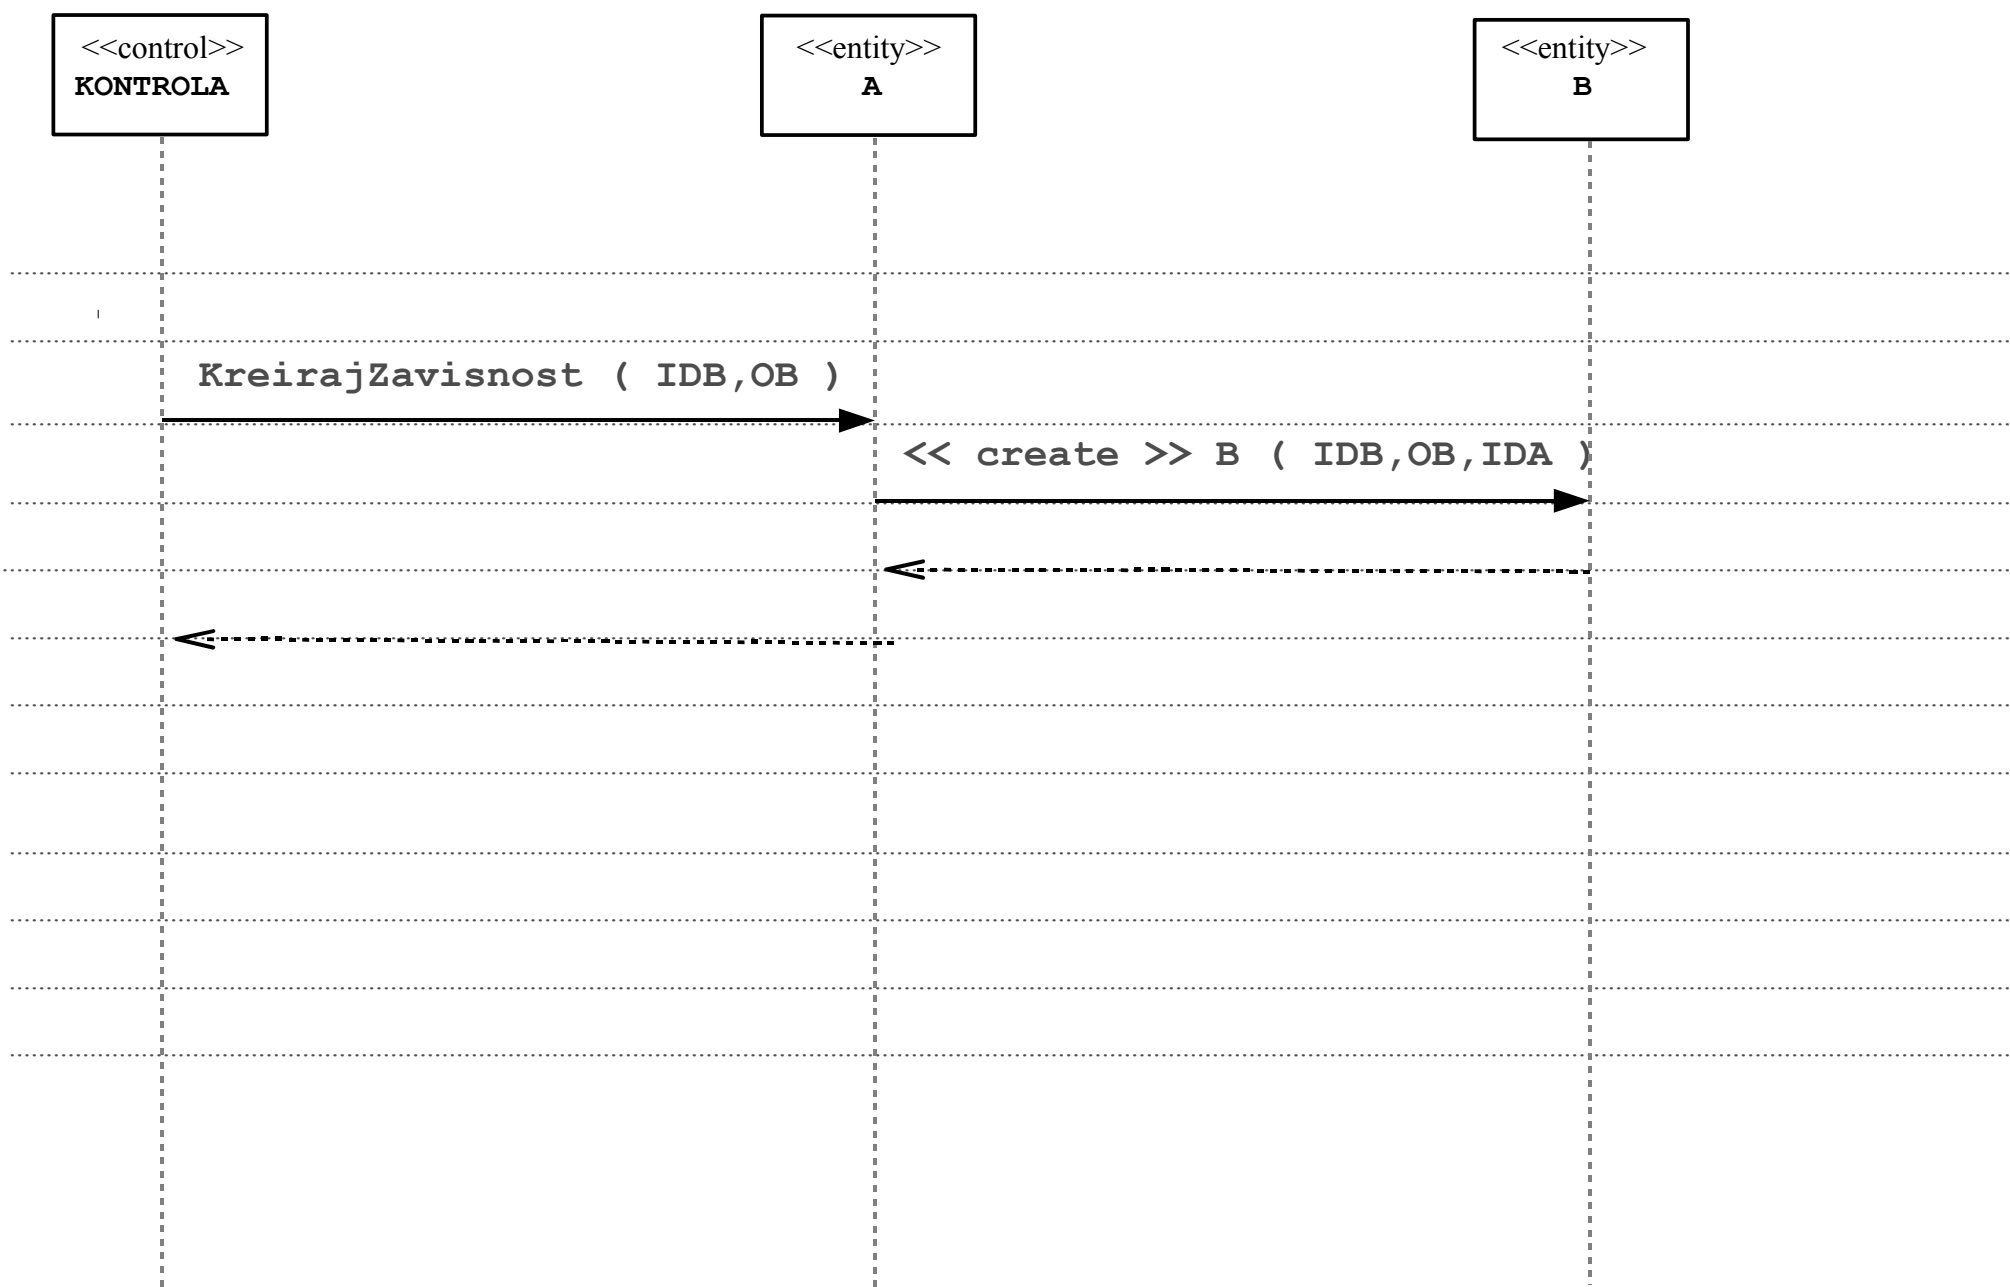 <<control>>
KONTROLA
<<entity>>
A
<<entity>>
B
KreirajZavisnost ( IDB,OB )
<< create >> B ( IDB,OB,IDA )